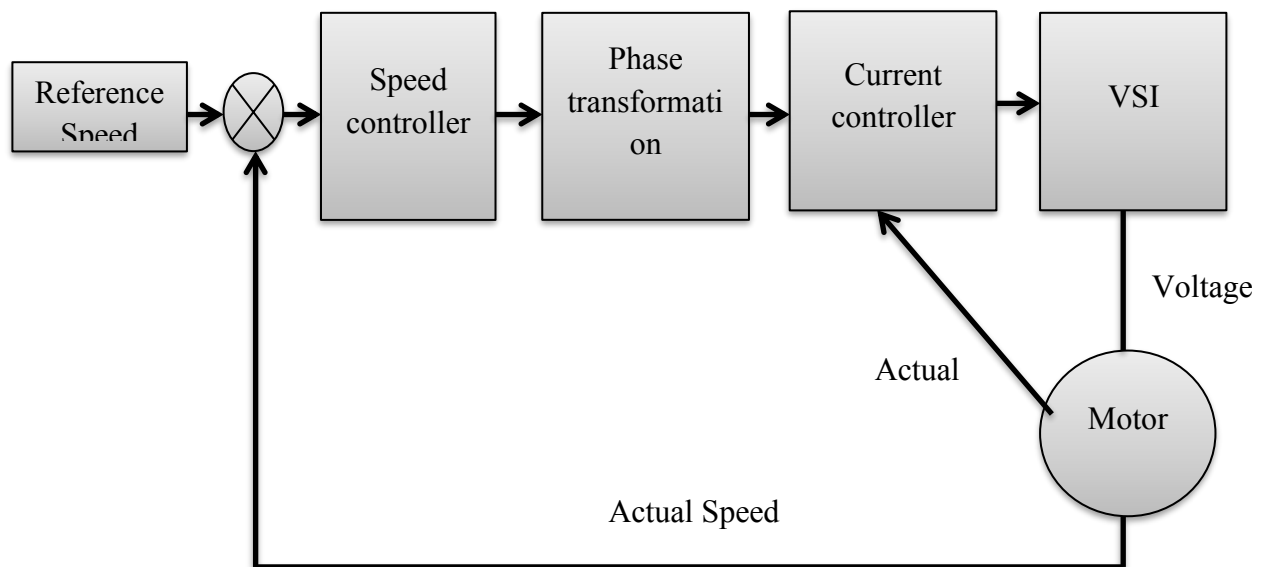 Reference
Speed
Speed
controller
Phase
transformati
on
Current
controller
VSI
Voltage
Actual
Motor
Actual Speed